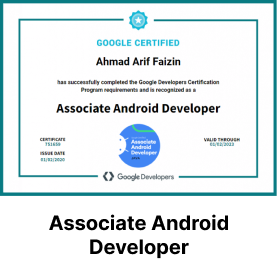 GOOGLE CERTIFIED
Ahmad Arif Faizin
has successfully completed the Google Developers Certification
Program requirements and is recognized as a
Associate Android Developer
CERTIFICATE
751658
ISSUE DATE
01/02/2020
Associate
Android
Developer
VALID THROUGH
01/02/2023
Google Developers
Associate Android
Developer